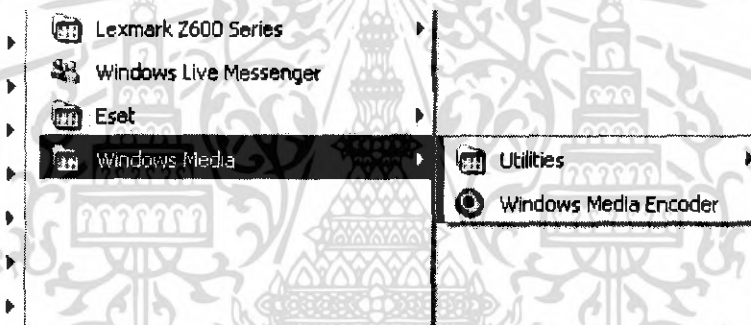 Lexmark Z600 Series
Windows Live Messenger
Eset
Windows Media
Utilities
Windows Media Encoder